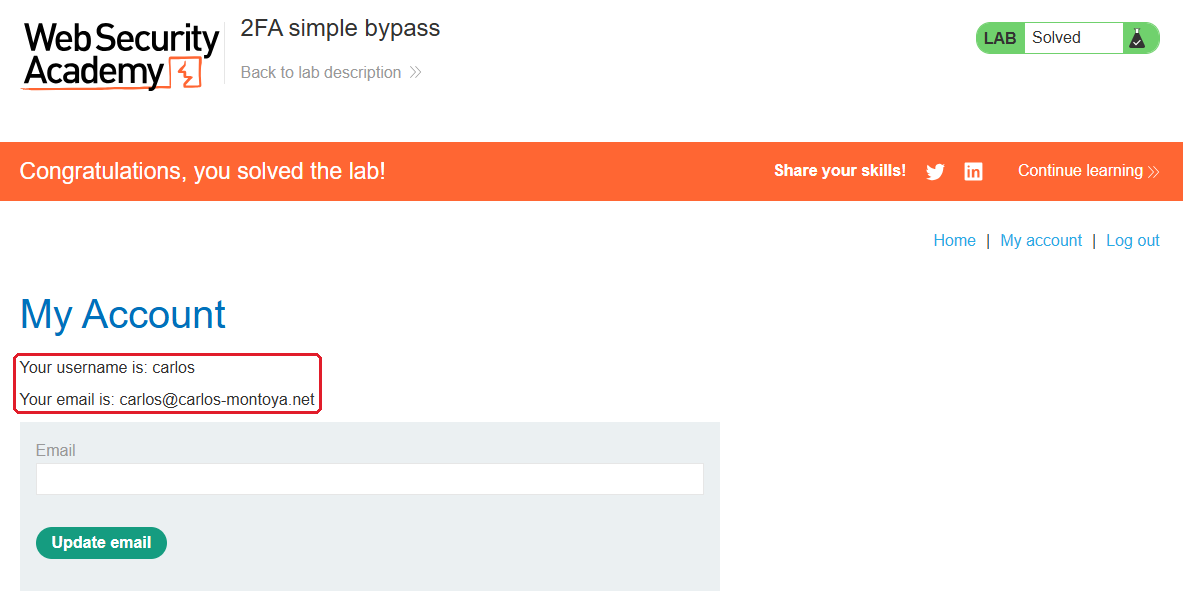 Web Security
Academy
2FA simple bypass
Back to lab description
LAB Solved
Congratulations, you solved the lab!
Share your skills!
in
Continue learning
Home | My account | Log out
My Account
Your username is: carlos
Your email is: carlos@carlos-montoya.net
Email
Update email